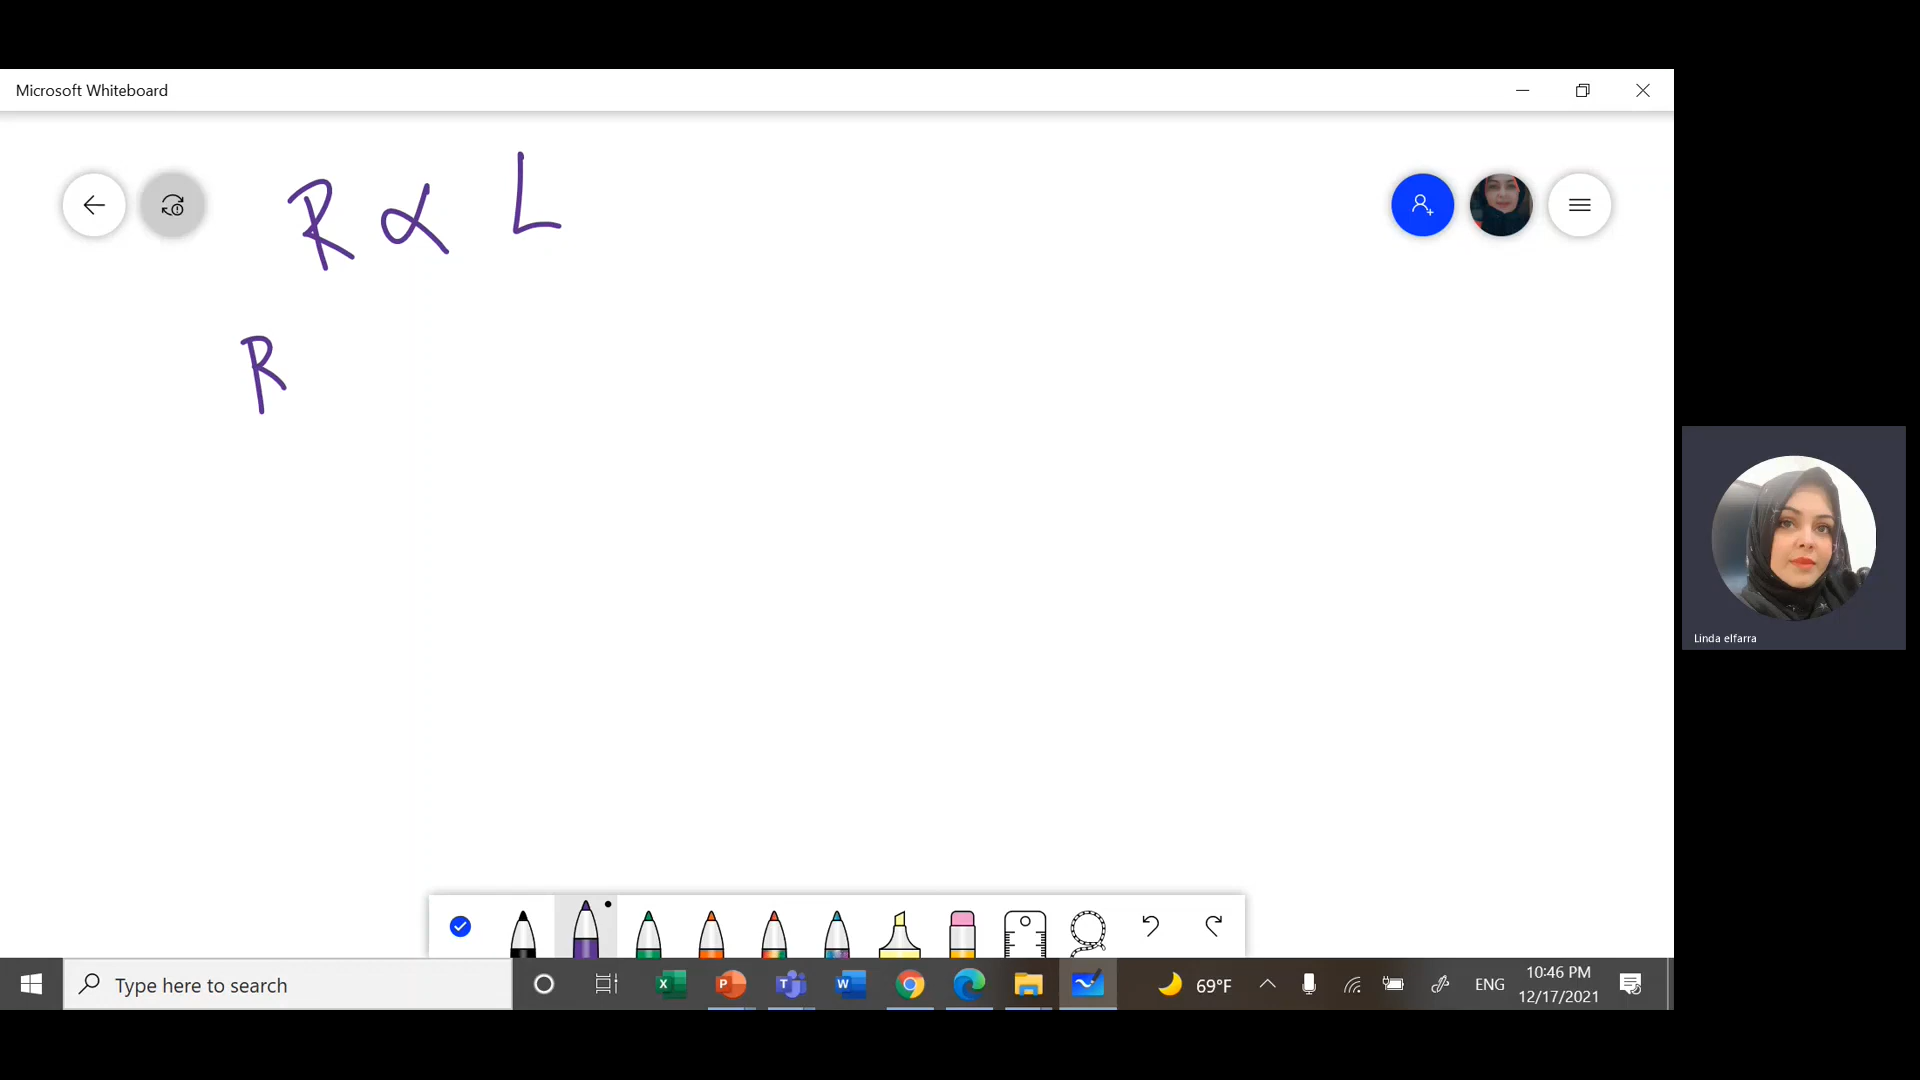 Microsoft Whiteboard
R α L
R
Linda elfarra
Type here to search
69°F
ENG
10:46 PM
12/17/2021